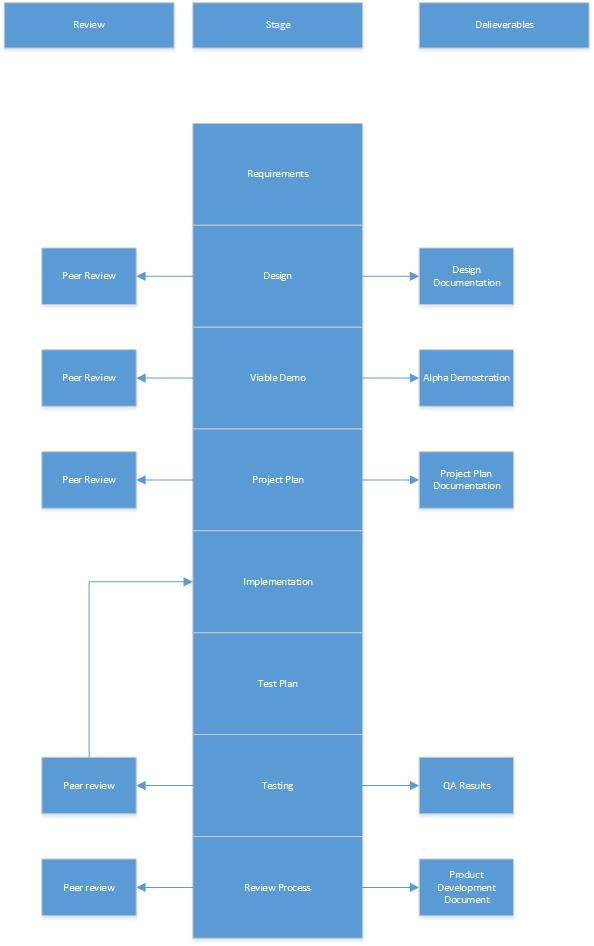 Review
Stage
Delieverables
Requirements
Peer Review
Design
Design
Documentation
Peer Review
Viable Demo
Alpha Demostration
Peer Review
Project Plan
Project Plan
Documentation
Implementation
Test Plan
Peer review
Testing
QA Results
Peer review
Review Process
Product
Development
Document